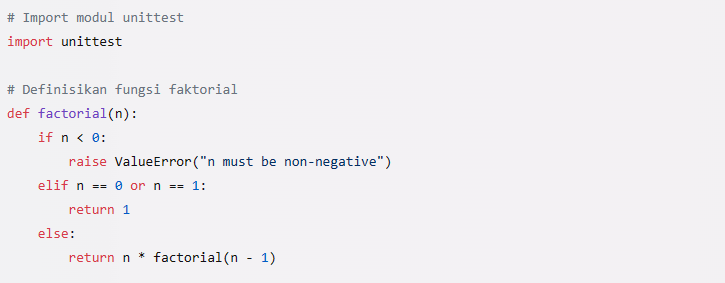 # Import modul unittest
import unittest
# Definisikan fungsi faktorial
def factorial(n):
    if n < 0:
        raise ValueError("n must be non-negative")
    elif n == 0 or n == 1:
        return 1
    else:
        return n * factorial(n - 1)